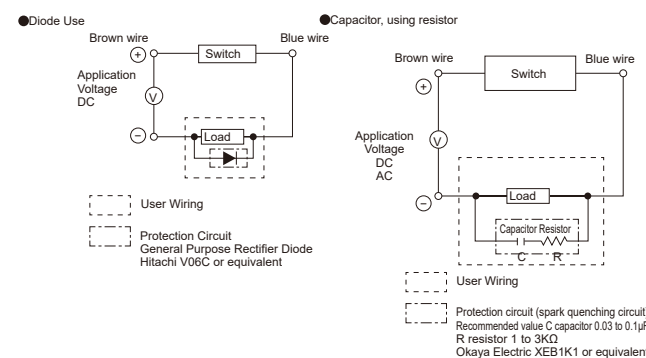 ●Diode Use
Brown wire
Blue wire
+
Switch
Application
Voltage
DC
V
−
Load
User Wiring
Protection Circuit
General Purpose Rectifier Diode
Hitachi V06C or equivalent
●Capacitor, using resistor
Brown wire
Blue wire
+
Switch
Application
Voltage
DC
AC
V
−
Load
Capacitor Resistor
C R
User Wiring
Protection circuit (spark quenching circuit)
Recommended value C capacitor 0.03 to 0.1μF
R resistor 1 to 3KΩ
Okaya Electric XEB1K1 or equivalent